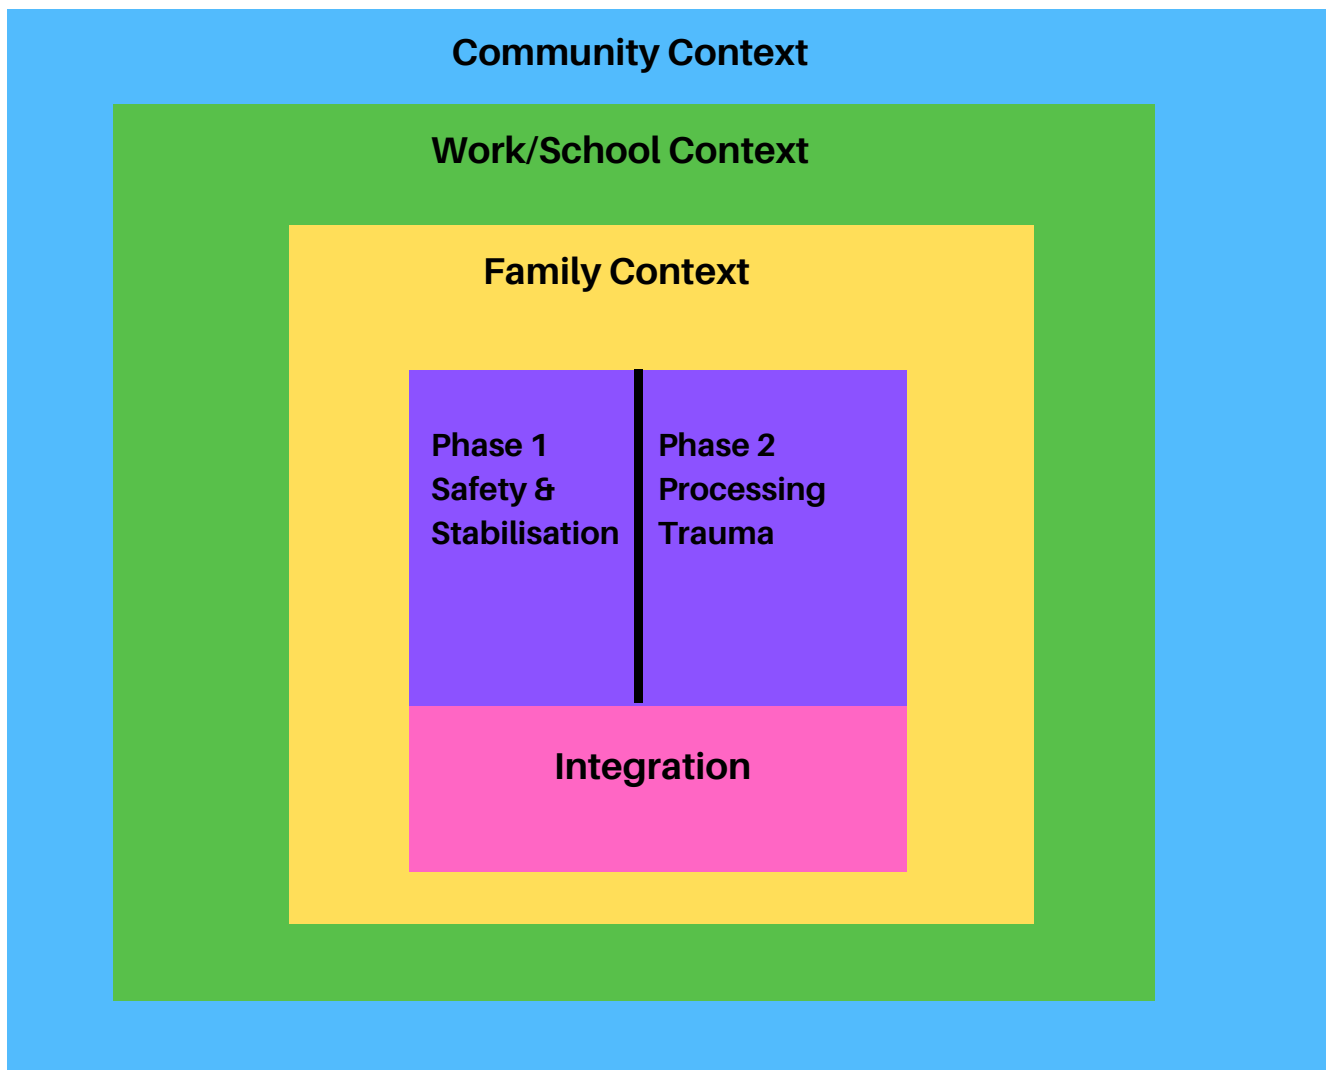 Community Context
Work/School Context
Family Context
Phase 1
Safety &
Stabilisation
Phase 2
Processing
Trauma
Integration